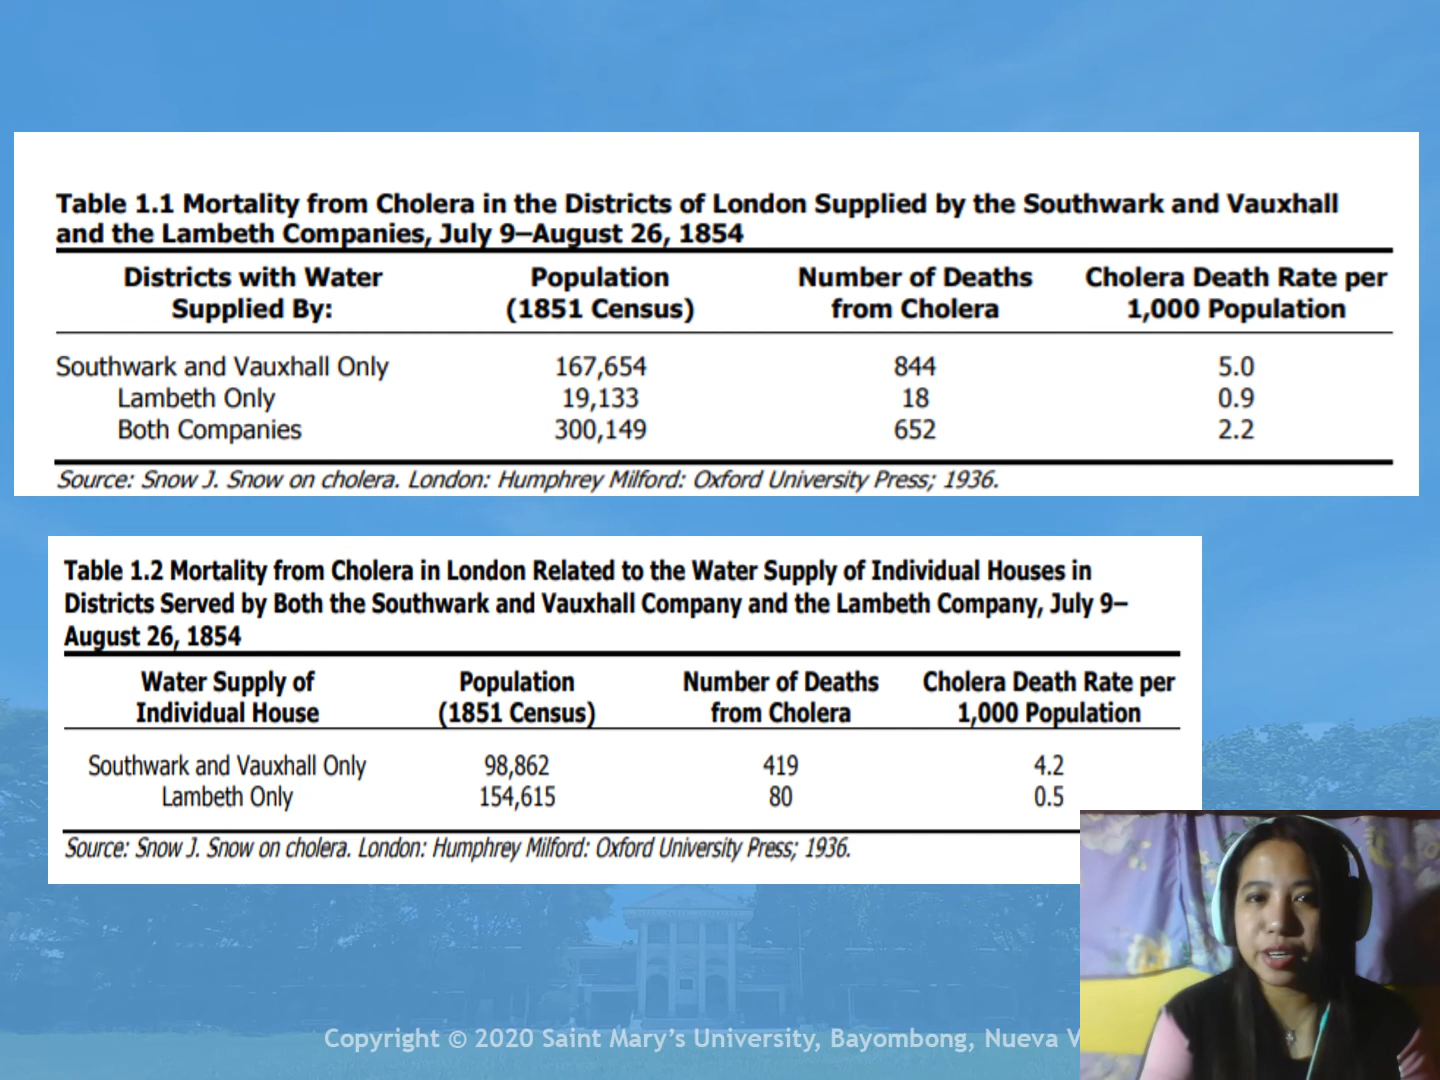 Table 1.1 Mortality from Cholera in the Districts of London Supplied by the Southwark and Vauxhall
and the Lambeth Companies, July 9–August 26, 1854
Districts with Water Supplied By: Population (1851 Census) Number of Deaths from Cholera Cholera Death Rate per 1,000 Population
Southwark and Vauxhall Only 167,654 844 5.0
Lambeth Only 19,133 18 0.9
Both Companies 300,149 652 2.2
Source: Snow J. Snow on cholera. London: Humphrey Milford: Oxford University Press; 1936.
Table 1.2 Mortality from Cholera in London Related to the Water Supply of Individual Houses in
Districts Served by Both the Southwark and Vauxhall Company and the Lambeth Company, July 9–
August 26, 1854
Water Supply of Individual House Population (1851 Census) Number of Deaths from Cholera Cholera Death Rate per 1,000 Population
Southwark and Vauxhall Only 98,862 419 4.2
Lambeth Only 154,615 80 0.5
Source: Snow J. Snow on cholera. London: Humphrey Milford: Oxford University Press; 1936.
Copyright © 2020 Saint Mary's University, Bayombong, Nueva V